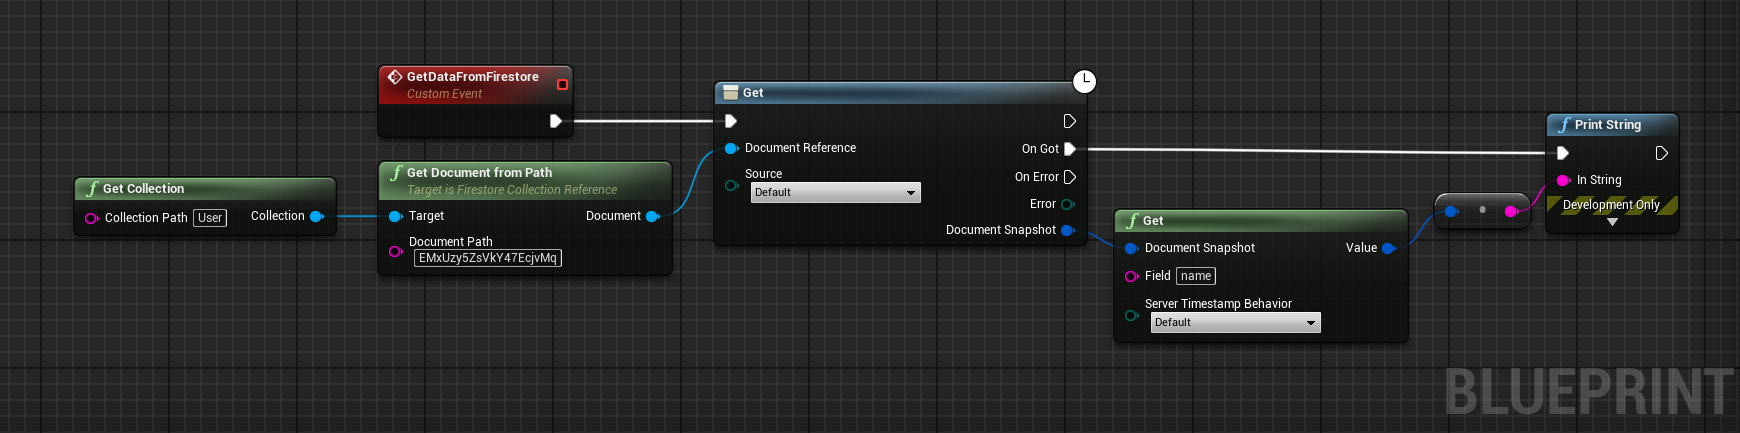 GetDataFromFirestore
Custom Event
Get Collection
Collection Path User
Collection
Get Document from Path
Target is Firestore Collection Reference
Target
Document
Document Path
EMxUzy5ZsVkY47EcjvMq
Get
Document Reference
On Got
Source
Default
On Error
Error
Document Snapshot
Get
Document Snapshot
Value
Field name
Server Timestamp Behavior
Default
Print String
In String
Development Only
BLUEPRINT